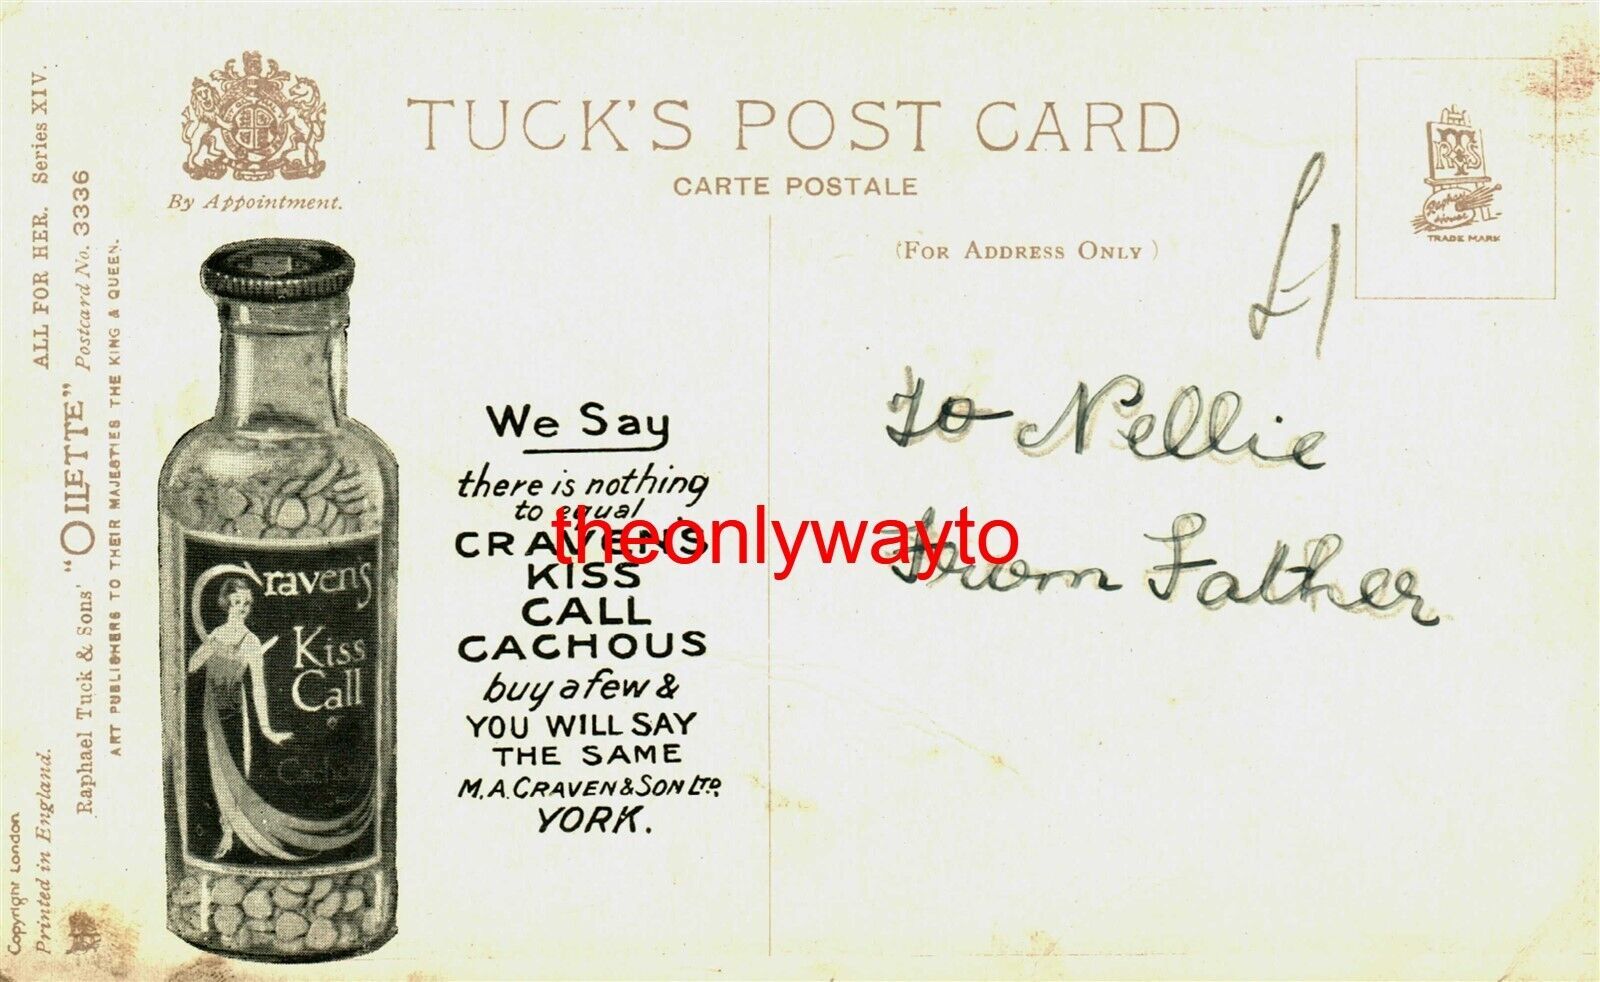 ALL FOR HER. Series XIV.
Raphael Tuck & Sons' "OILETTE" Postcard No. 3336
ART PUBLISHERS TO THEIR MAJESTIES THE KING & QUEEN.
Copyright London
Printed in England.
By Appointment.
TUCK'S POST CARD
CARTE POSTALE
(FOR ADDRESS ONLY)
TRADE MARK
£1
Craven's
Kiss
Call
We Say
there is nothing
to equal
CRAVEN'S
KISS
CALL
CACHOUS
buy a few &
YOU WILL SAY
THE SAME
M.A. CRAVEN & SON LTD.
YORK.
theonlywayto
To Nellie
From Father